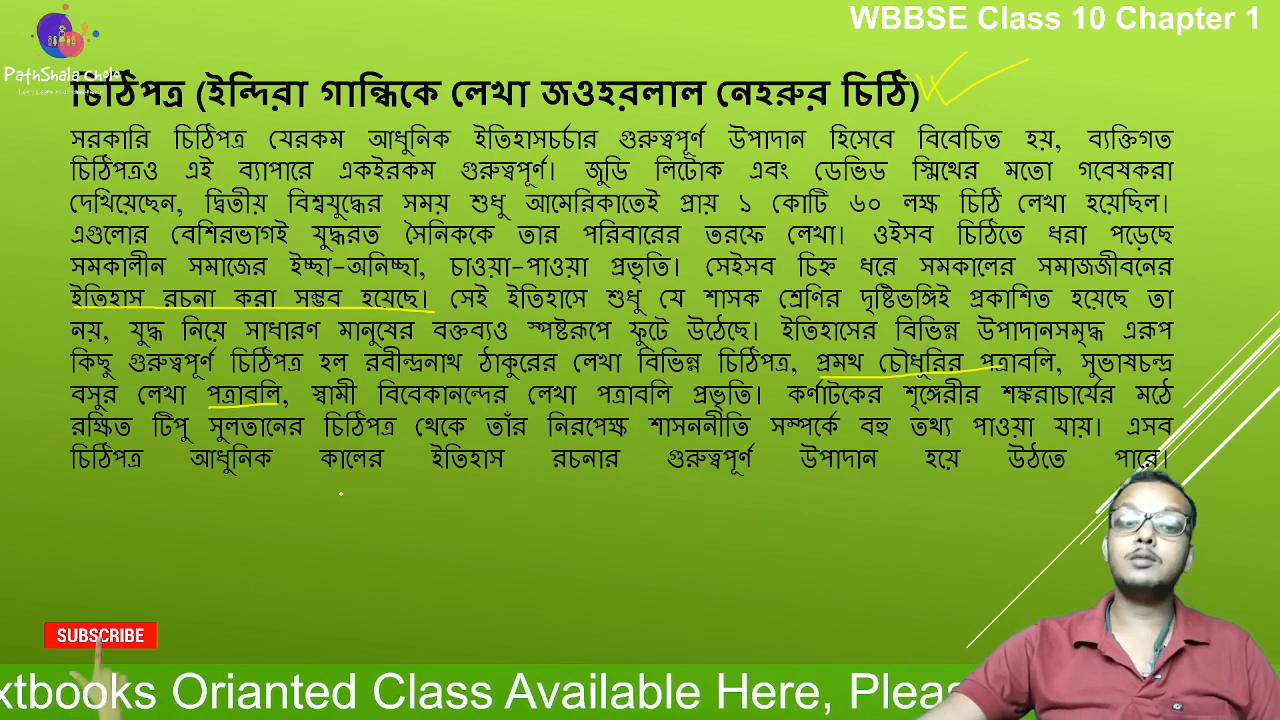 WBBSE Class 10 Chapter 1
PathShala Cholo
চিঠিপত্র (ইন্দিরা গান্ধিকে লেখা জওহরলাল নেহরুর চিঠি)
সরকারি চিঠিপত্র যেরকম আধুনিক ইতিহাসচর্চার গুরুত্বপূর্ণ উপাদান হিসেবে বিবেচিত হয়, ব্যক্তিগত
চিঠিপত্রও এই ব্যাপারে একইরকম গুরুত্বপূর্ণ। জুডি লিটোক এবং ডেভিড স্মিথের মতো গবেষকরা
দেখিয়েছেন, দ্বিতীয় বিশ্বযুদ্ধের সময় শুধু আমেরিকাতেই প্রায় ১ কোটি ৬০ লক্ষ চিঠি লেখা হয়েছিল।
এগুলোর বেশিরভাগই যুদ্ধরত সৈনিককে তার পরিবারের তরফে লেখা। ওইসব চিঠিতে ধরা পড়েছে
সমকালীন সমাজের ইচ্ছা-অনিচ্ছা, চাওয়া-পাওয়া প্রভৃতি। সেইসব চিহ্ন ধরে সমকালের সমাজজীবনের
ইতিহাস রচনা করা সম্ভব হয়েছে। সেই ইতিহাসে শুধু যে শাসক শ্রেণির দৃষ্টিভঙ্গিই প্রকাশিত হয়েছে তা
নয়, যুদ্ধ নিয়ে সাধারণ মানুষের বক্তব্যও স্পষ্টরূপে ফুটে উঠেছে। ইতিহাসের বিভিন্ন উপাদানসমৃদ্ধ এরূপ
কিছু গুরুত্বপূর্ণ চিঠিপত্র হল রবীন্দ্রনাথ ঠাকুরের লেখা বিভিন্ন চিঠিপত্র, প্রমথ চৌধুরির পত্রাবলি, সুভাষচন্দ্র
বসুর লেখা পত্রাবলি, স্বামী বিবেকানন্দের লেখা পত্রাবলি প্রভৃতি। কর্ণাটকের শৃঙ্গেরীর শঙ্করাচার্যের মঠে
রক্ষিত টিপু সুলতানের চিঠিপত্র থেকে তাঁর নিরপেক্ষ শাসননীতি সম্পর্কে বহু তথ্য পাওয়া যায়। এসব
চিঠিপত্র আধুনিক কালের ইতিহাস রচনার গুরুত্বপূর্ণ উপাদান হয়ে উঠতে পারে।
SUBSCRIBE
xtbooks Orianted Class Available Here, Pleas